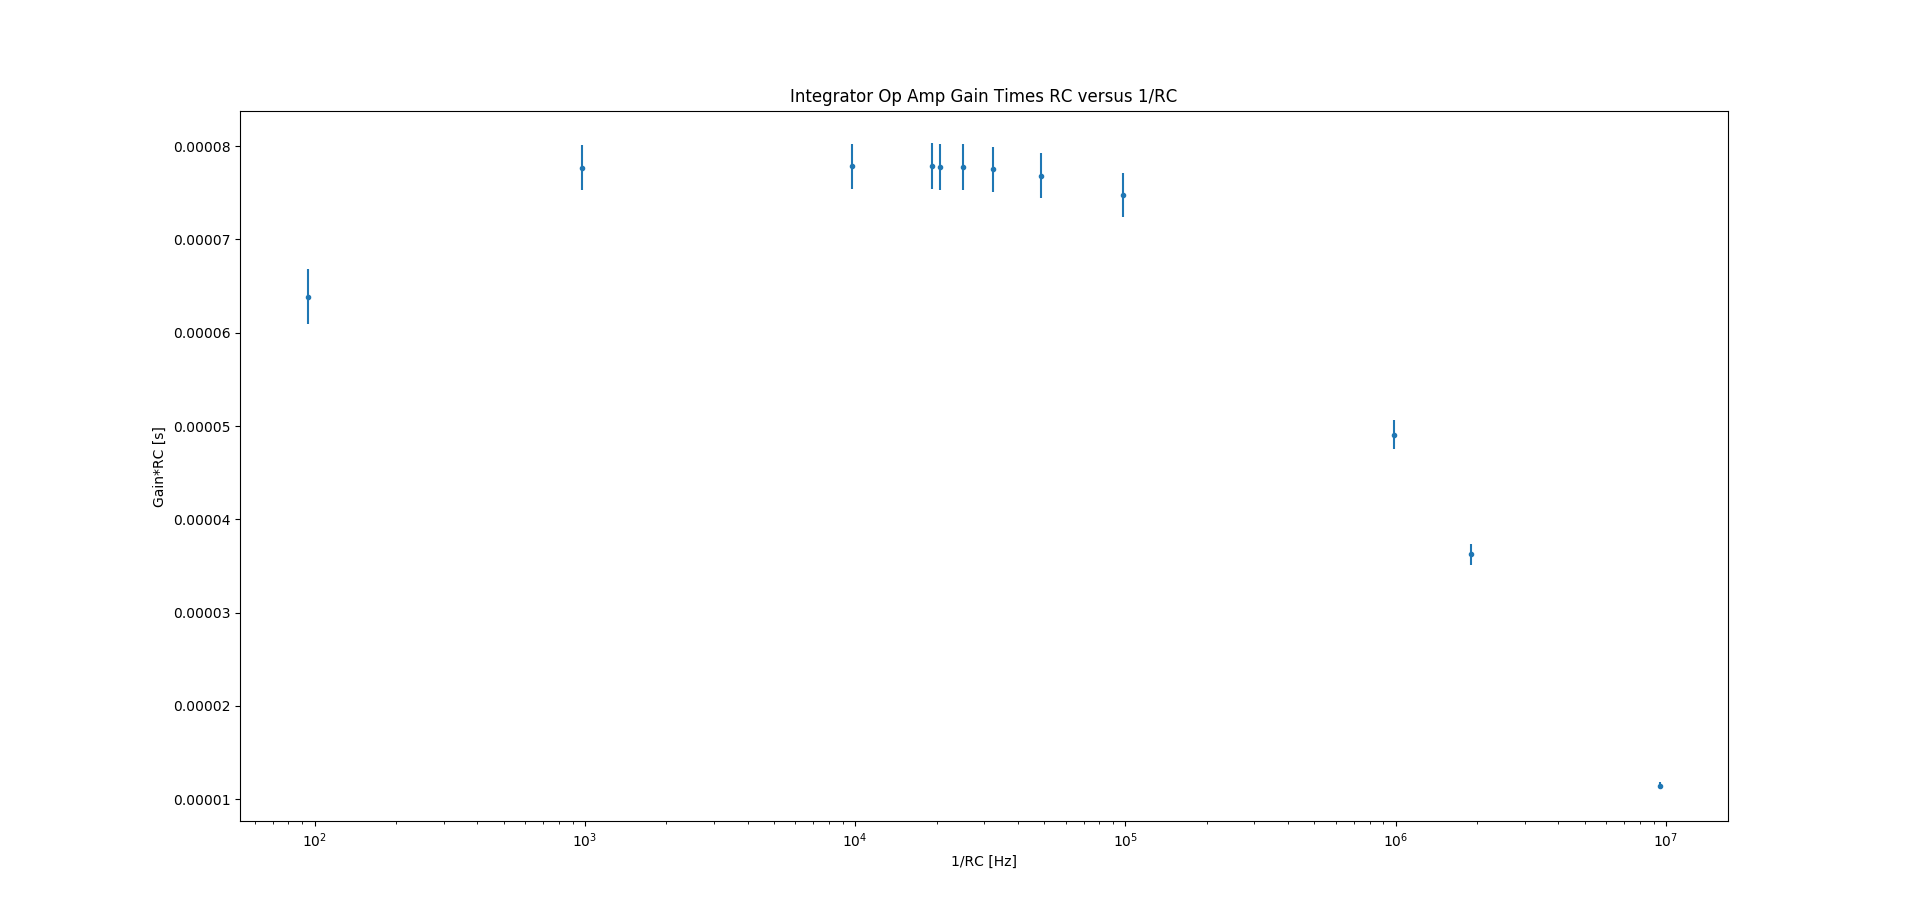 Integrator Op Amp Gain Times RC versus 1/RC
0.00008
0.00007
0.00006
0.00005
0.00004
0.00003
0.00002
0.00001
Gain*RC [s]
10² 10³ 10⁴ 10⁵ 10⁶ 10⁷
1/RC [Hz]